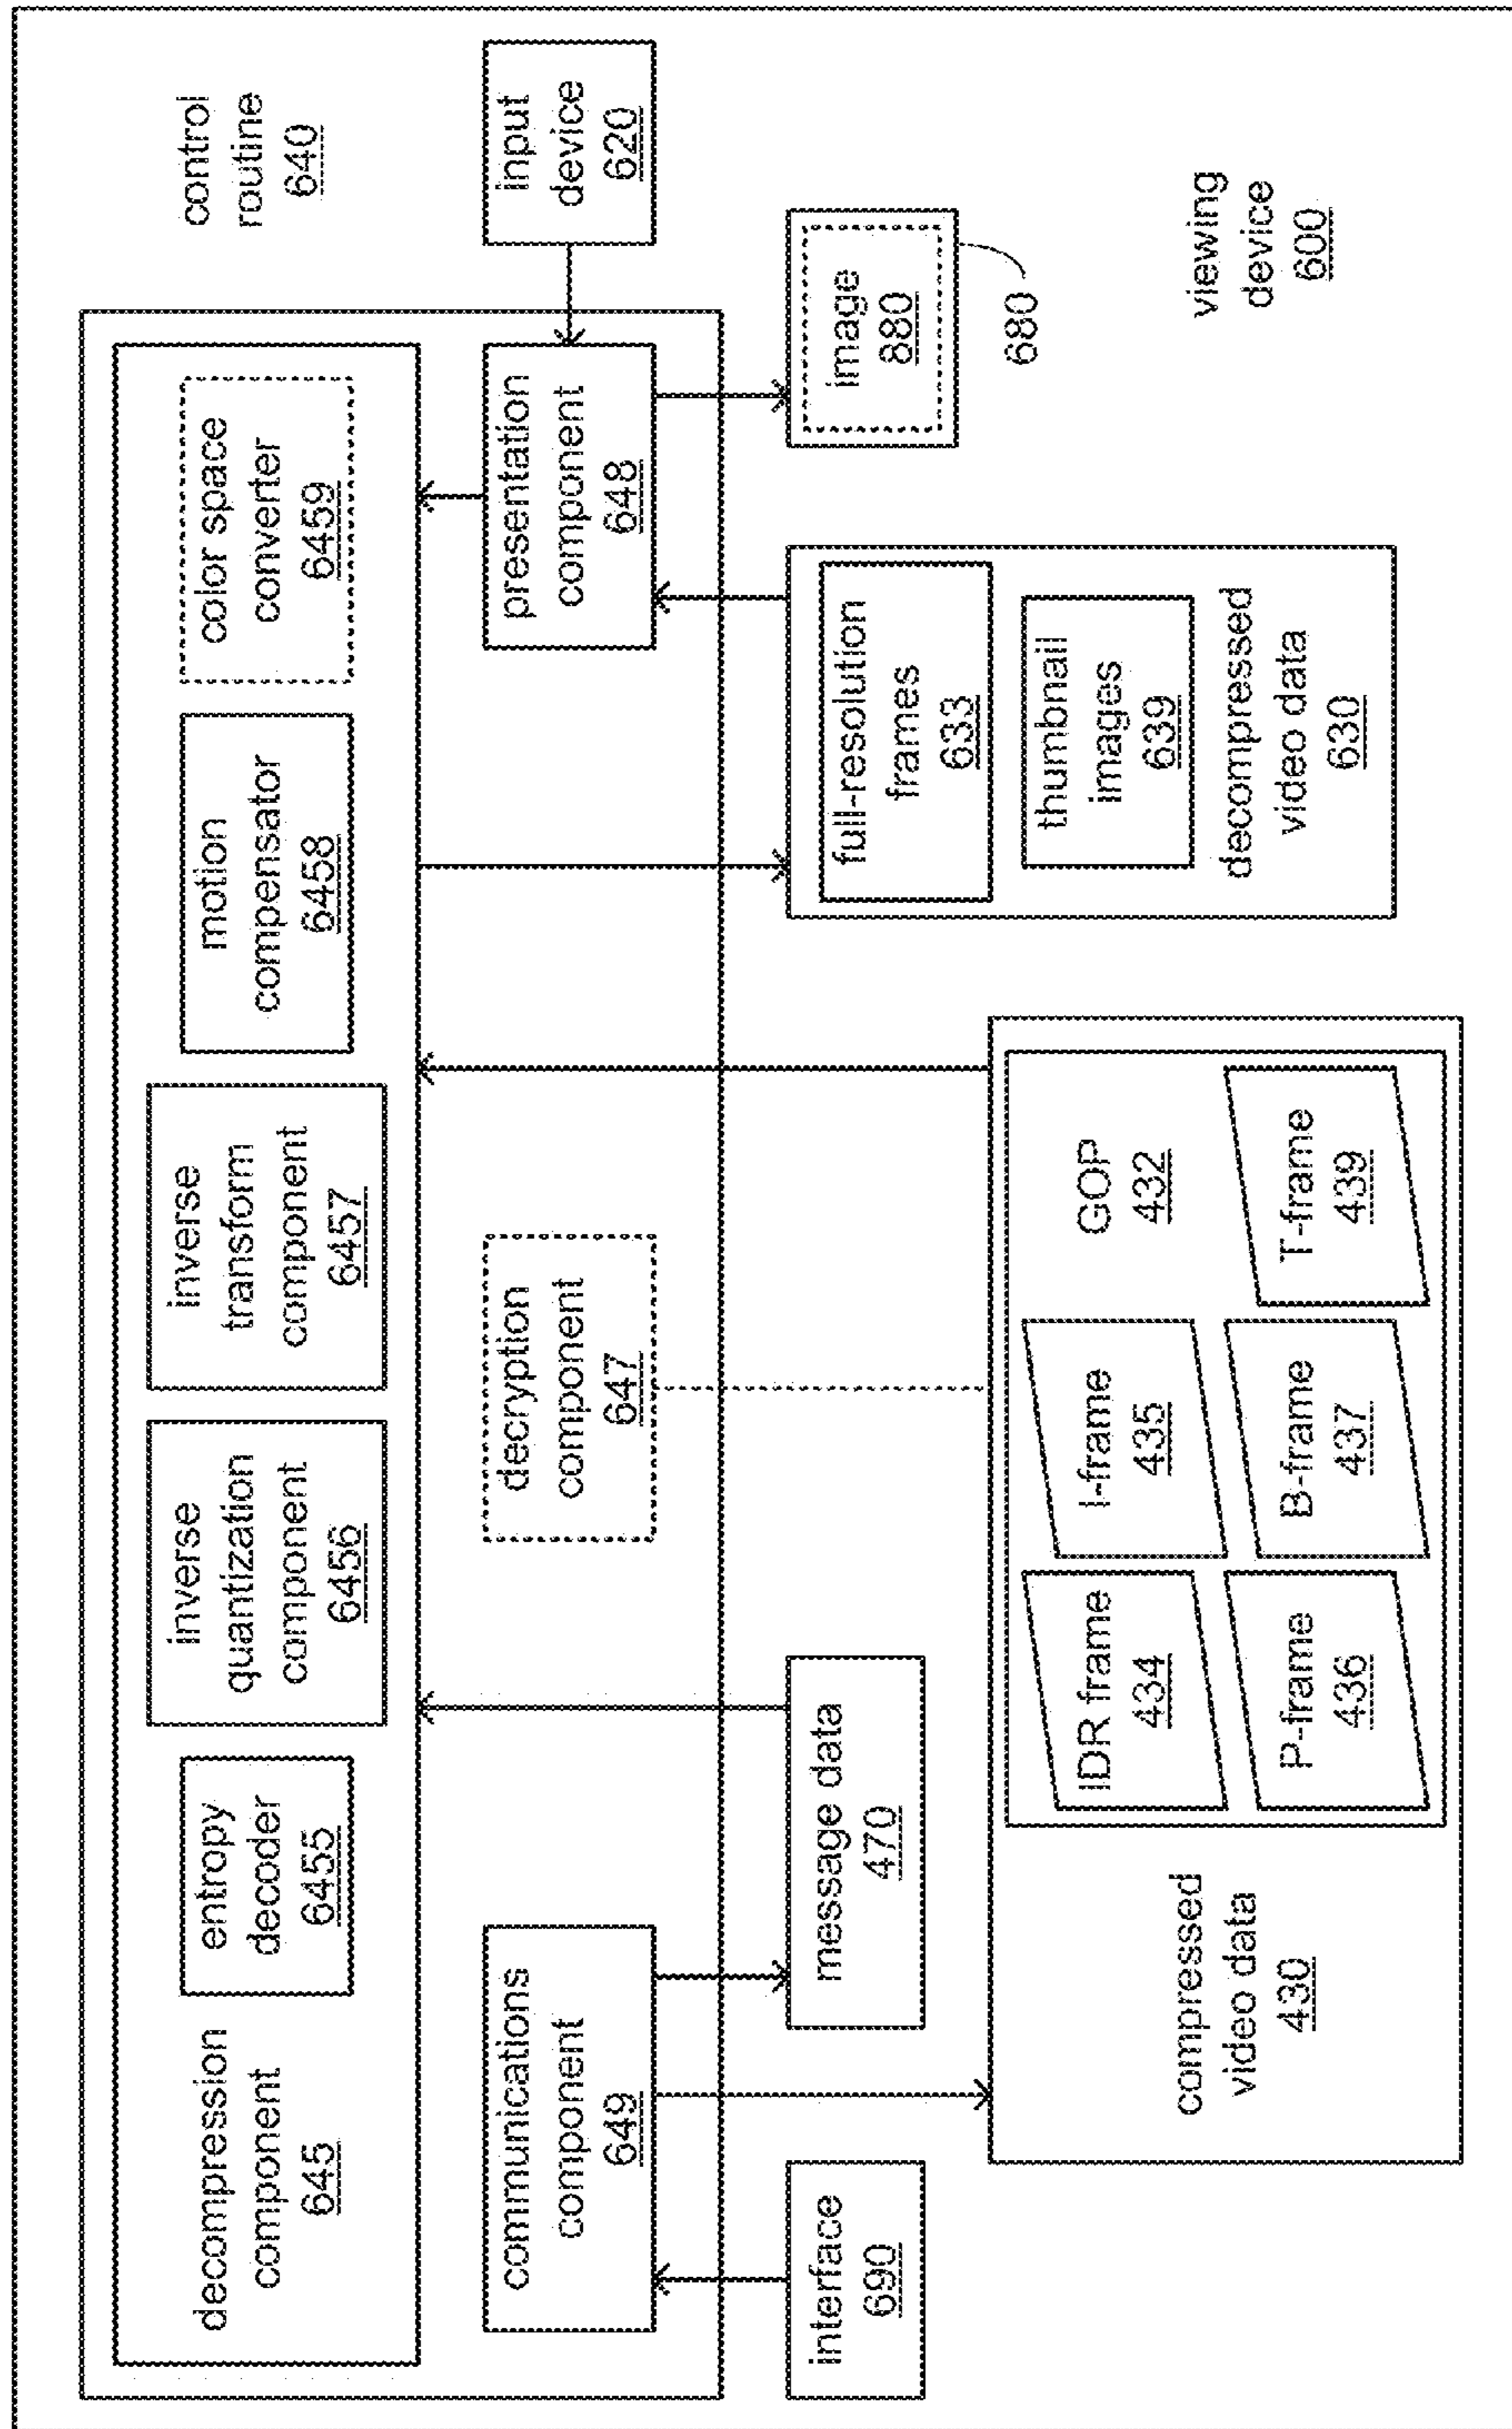 decompression
component
645
entropy
decoder
6455
inverse
quantization
component
6456
inverse
transform
component
6457
motion
compensator
6458
color space
converter
6459
control
routine
640
communications
component
649
decryption
component
647
presentation
component
648
input
device
620
interface
690
message data
470
full-resolution
frames
633
thumbnail
images
639
decompressed
video data
630
image
880
680
compressed
video data
430
IDR frame
434
I-frame
435
GOP
432
P-frame
436
B-frame
437
T-frame
439
viewing
device
600